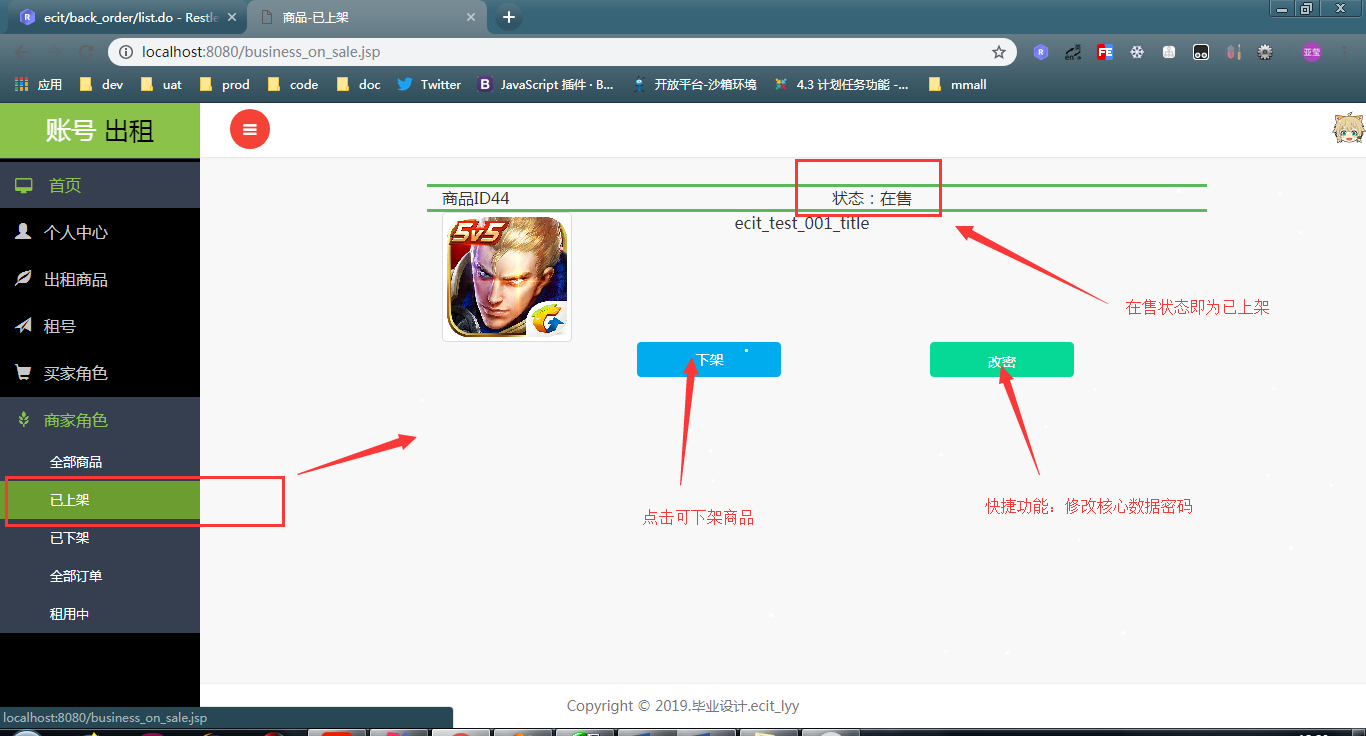 ecit/back_order/list.do - Restle
商品-已上架
localhost:8080/business_on_sale.jsp
应用
dev
uat
prod
code
doc
Twitter
JavaScript 插件 · B...
开放平台-沙箱环境
4.3 计划任务功能 -...
mmall
账号 出租
首页
个人中心
出租商品
租号
买家角色
商家角色
全部商品
已上架
已下架
全部订单
租用中
商品ID44
状态：在售
5v5
ecit_test_001_title
在售状态即为已上架
下架
改密
点击可下架商品
快捷功能：修改核心数据密码
Copyright © 2019.毕业设计.ecit_lyy
localhost:8080/business_on_sale.jsp